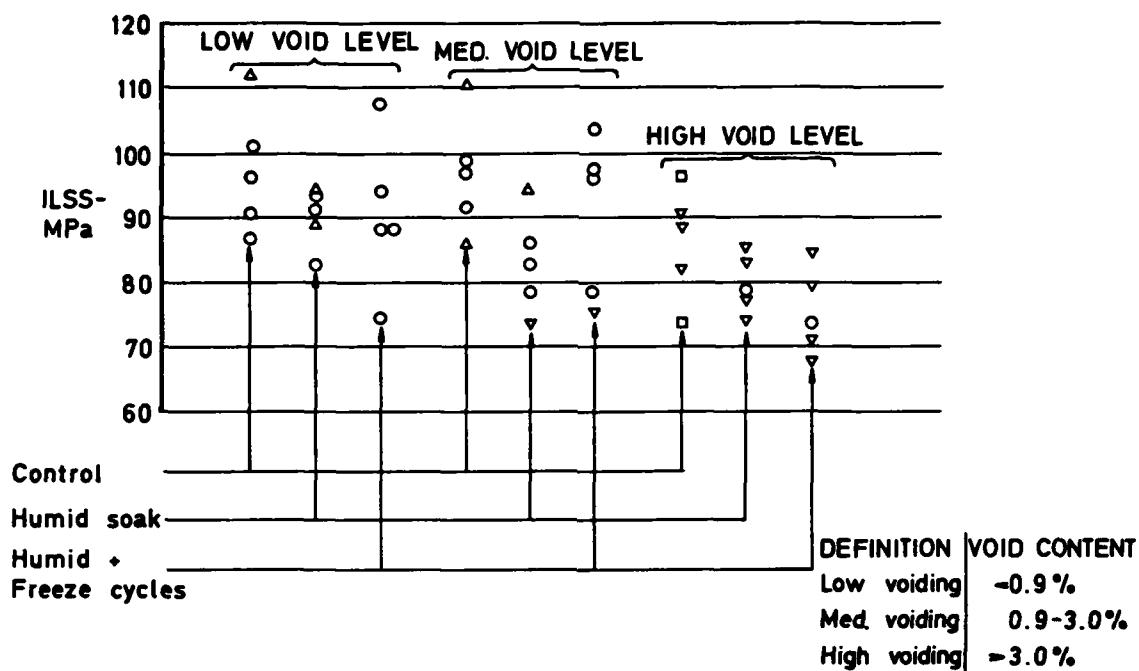 120
LOW VOID LEVEL
MED. VOID LEVEL
110
HIGH VOID LEVEL
100
ILSS-
MPa
90
80
70
60
Control
Humid soak
Humid +
Freeze cycles
DEFINITION VOID CONTENT
Low voiding 0.9%
Med. voiding 0.9-3.0%
High voiding 3.0%